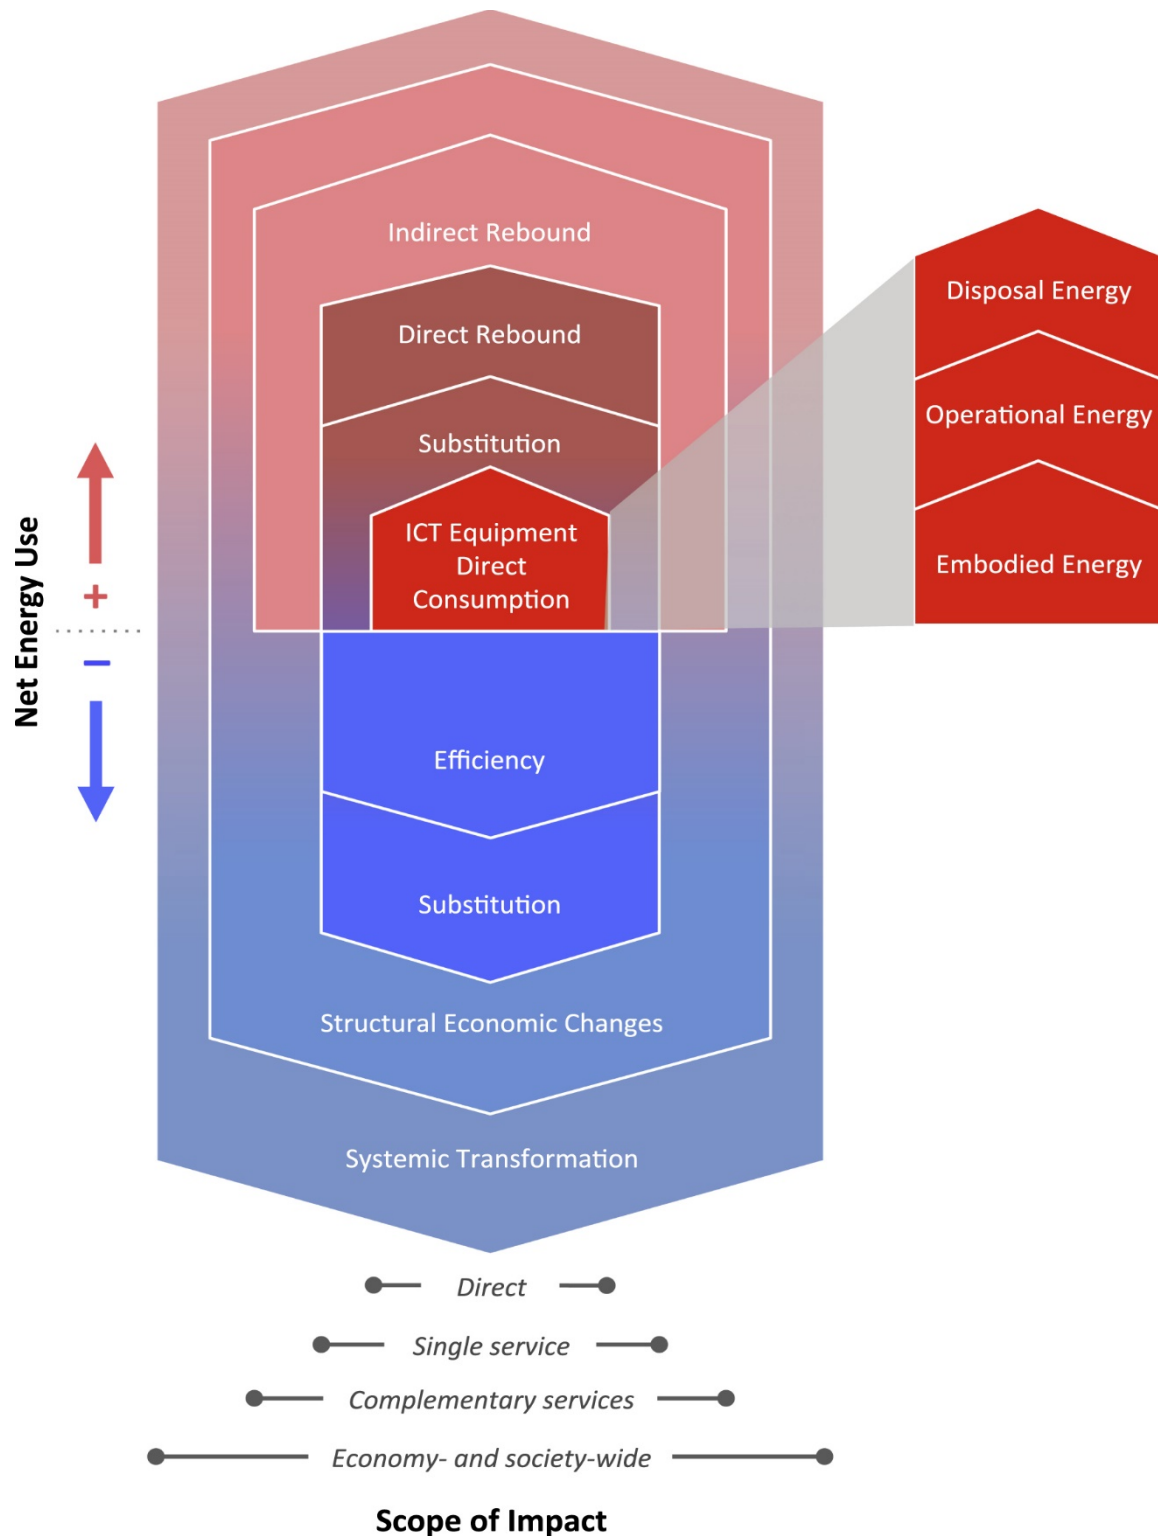 Indirect Rebound
Direct Rebound
Substitution
ICT Equipment
Direct
Consumption
Disposal Energy
Operational Energy
Embodied Energy
Net Energy Use
+
−
Efficiency
Substitution
Structural Economic Changes
Systemic Transformation
Direct
Single service
Complementary services
Economy- and society-wide
Scope of Impact